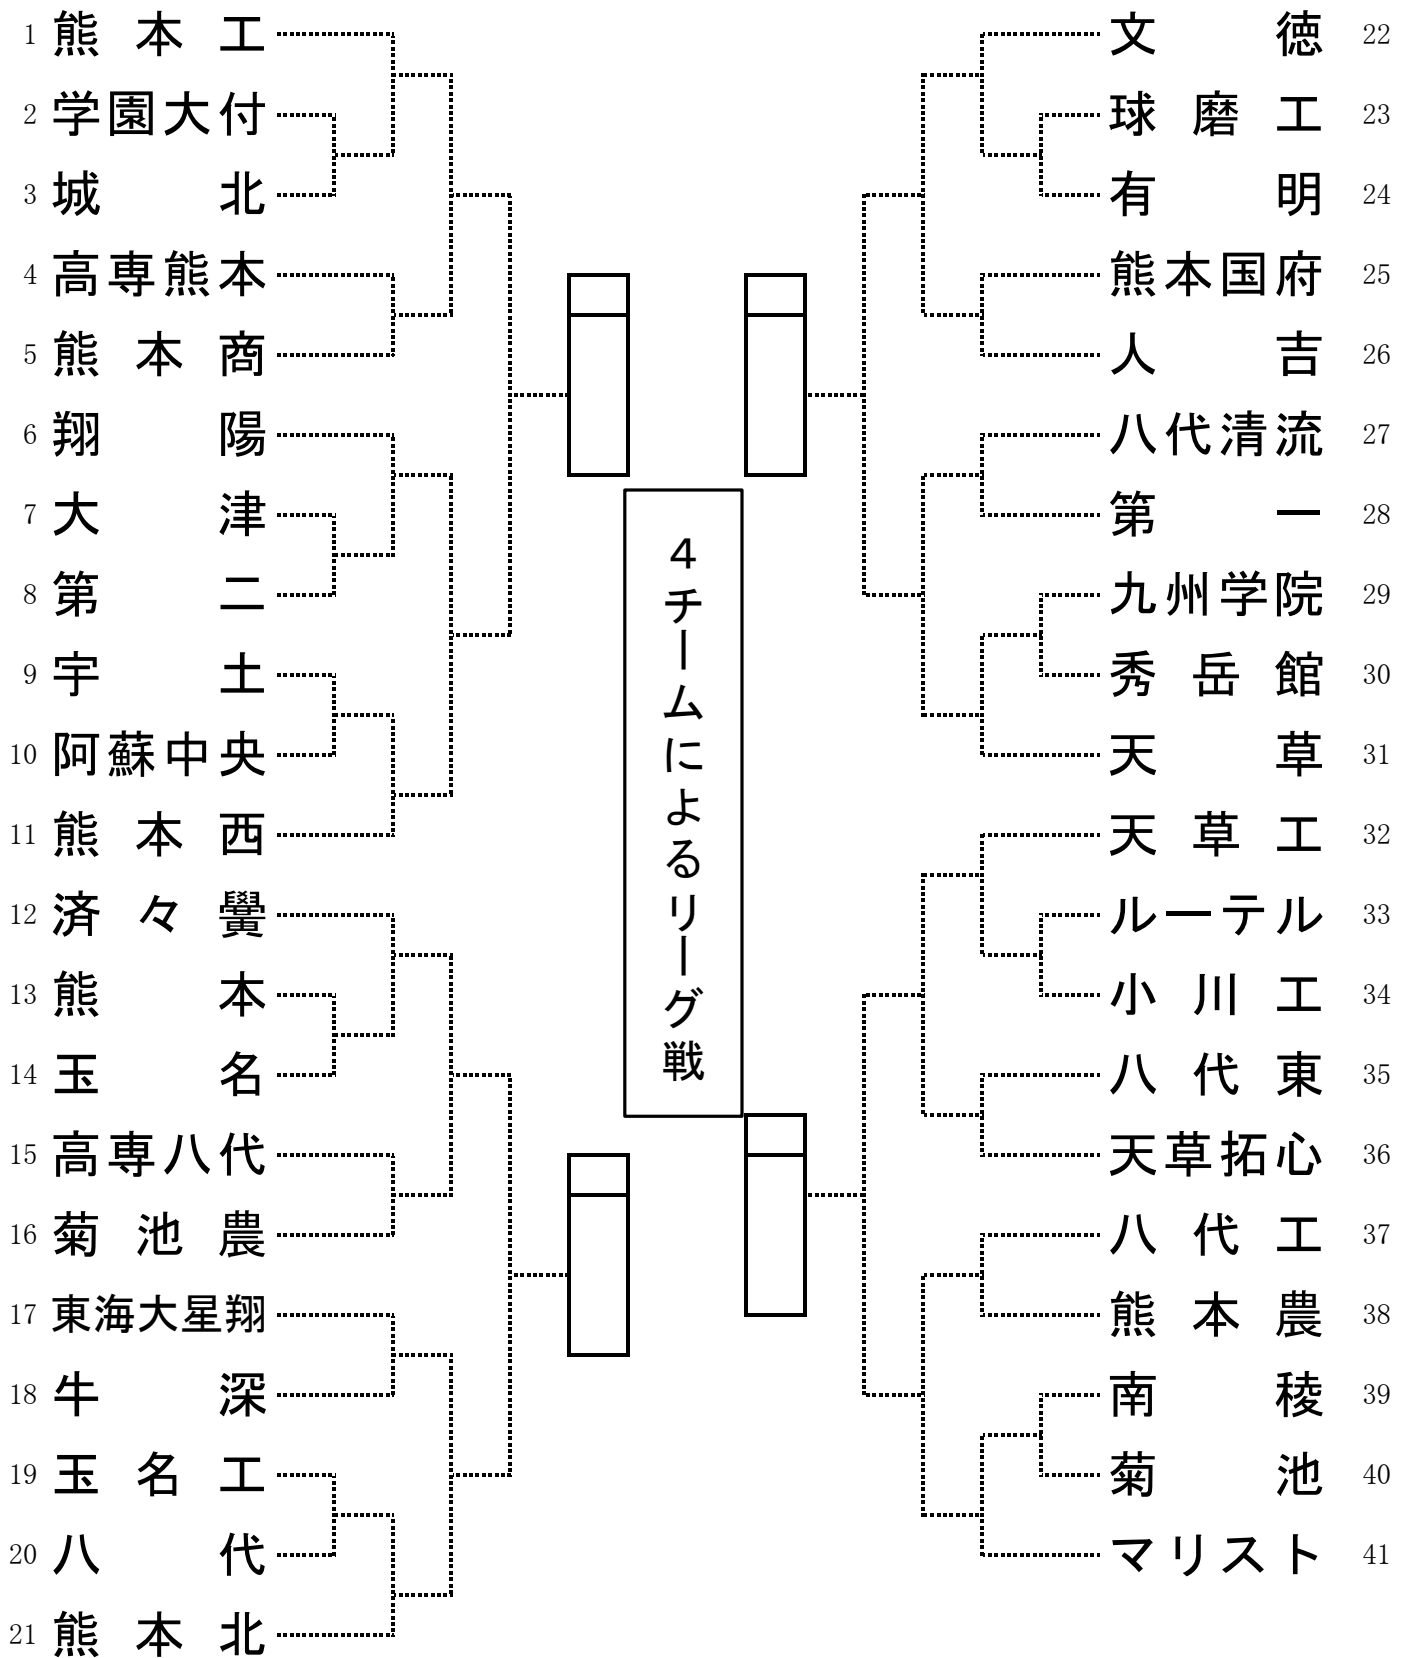 1 熊本工
2 学園大付
3 城北
4 高専熊本
5 熊本商
6 翔陽
7 大津
8 第二
9 宇土
10 阿蘇中央
11 熊本西
12 済々黌
13 熊本
14 玉名
15 高専八代
16 菊池農
17 東海大星翔
18 牛深
19 玉名工
20 八代
21 熊本北
4チームによるリーグ戦
文徳 22
球磨工 23
有明 24
熊本国府 25
人吉 26
八代清流 27
第一 28
九州学院 29
秀岳館 30
天草 31
天草工 32
ルーテル 33
小川工 34
八代東 35
天草拓心 36
八代工 37
熊本農 38
南稜 39
菊池 40
マリスト 41